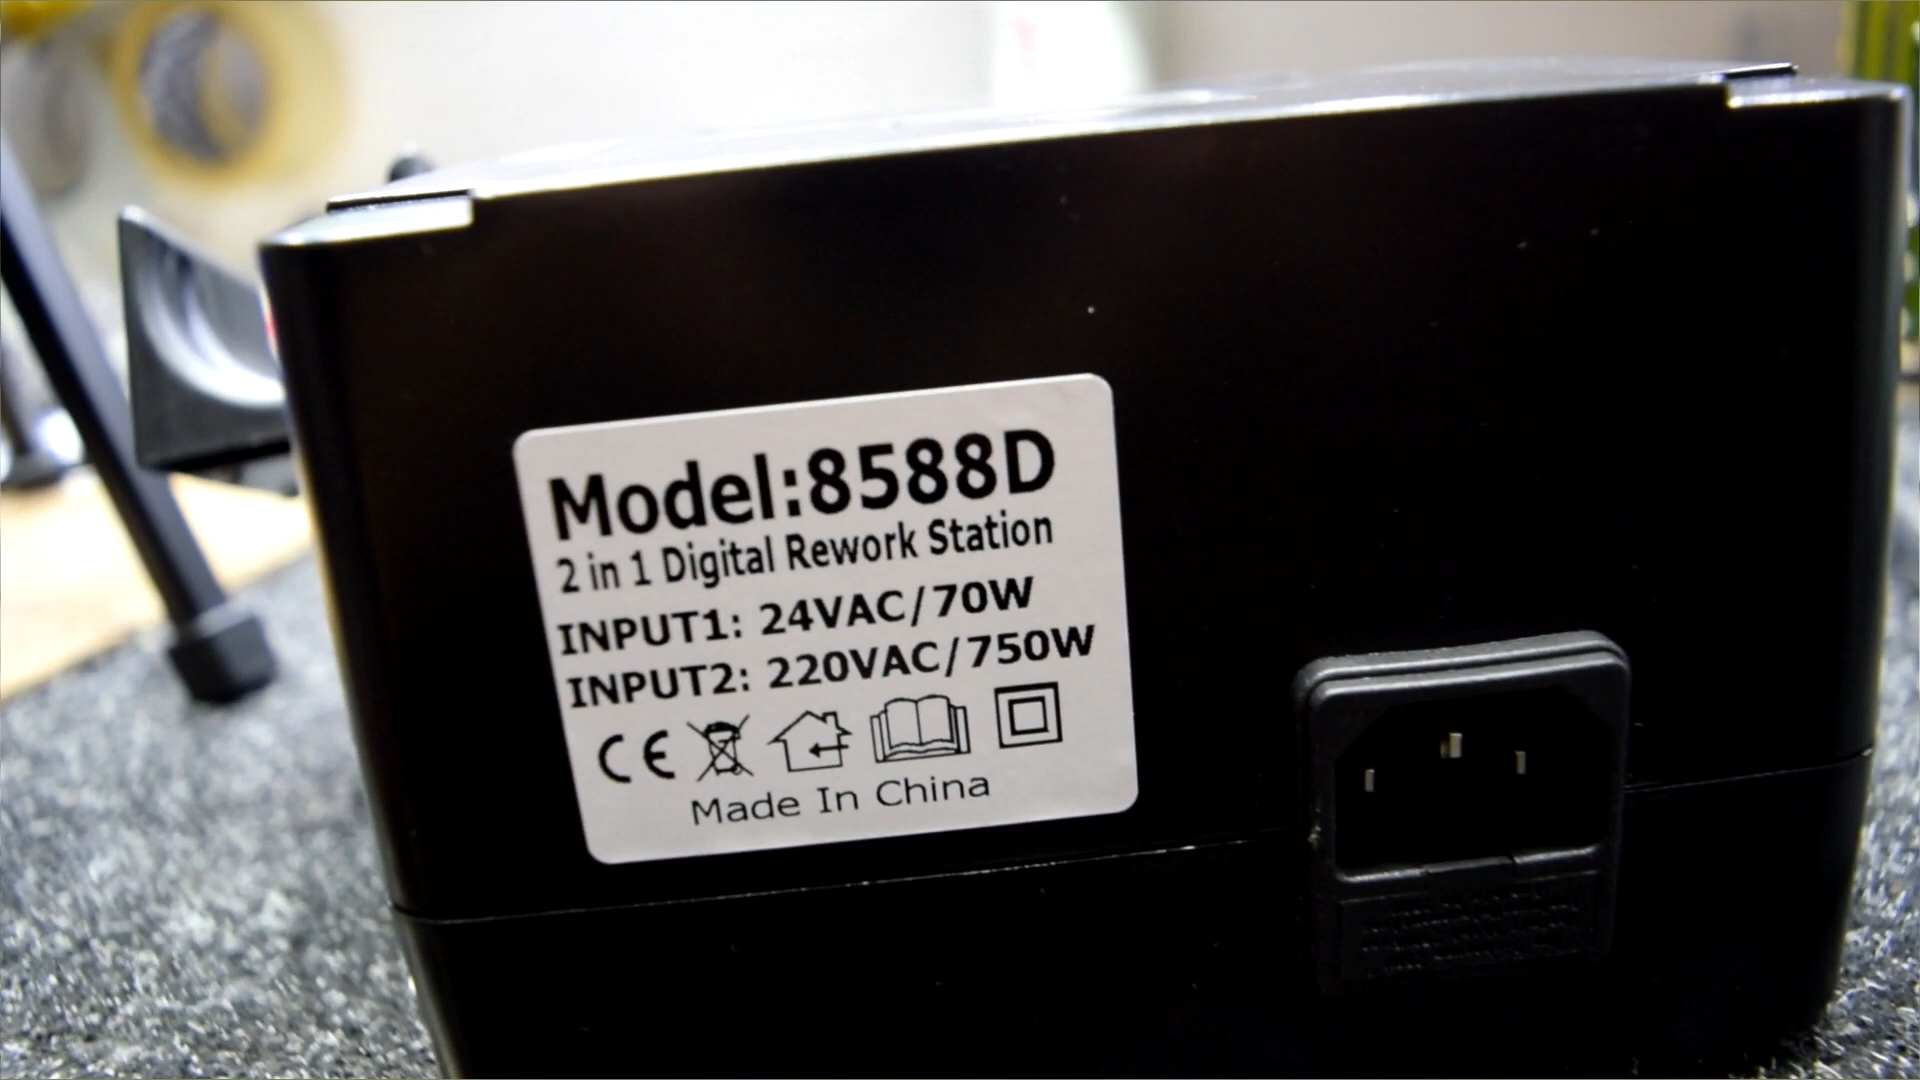 Model:8588D
2 in 1 Digital Rework Station
INPUT1: 24VAC/70W
INPUT2: 220VAC/750W
CE
Made In China